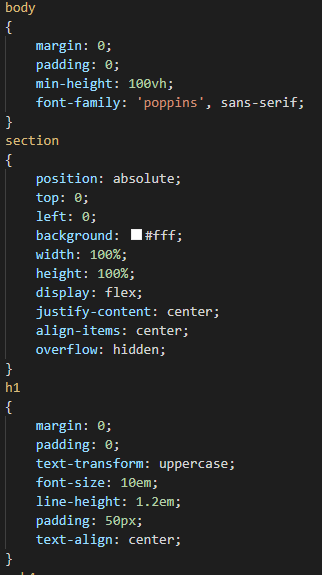 body
{
    margin: 0;
    padding: 0;
    min-height: 100vh;
    font-family: 'poppins', sans-serif;
}
section
{
    position: absolute;
    top: 0;
    left: 0;
    background: #fff;
    width: 100%;
    height: 100%;
    display: flex;
    justify-content: center;
    align-items: center;
    overflow: hidden;
}
h1
{
    margin: 0;
    padding: 0;
    text-transform: uppercase;
    font-size: 10em;
    line-height: 1.2em;
    padding: 50px;
    text-align: center;
}